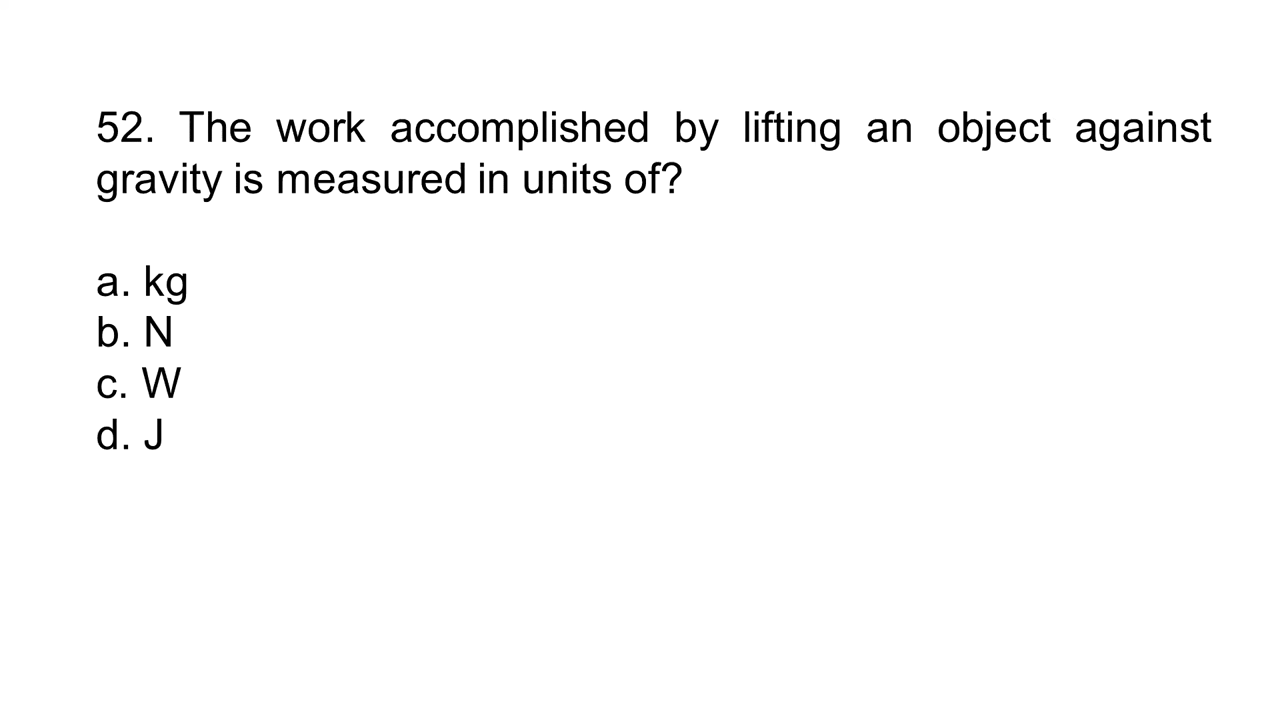 52. The work accomplished by lifting an object against
gravity is measured in units of?
a. kg
b. N
c. W
d. J